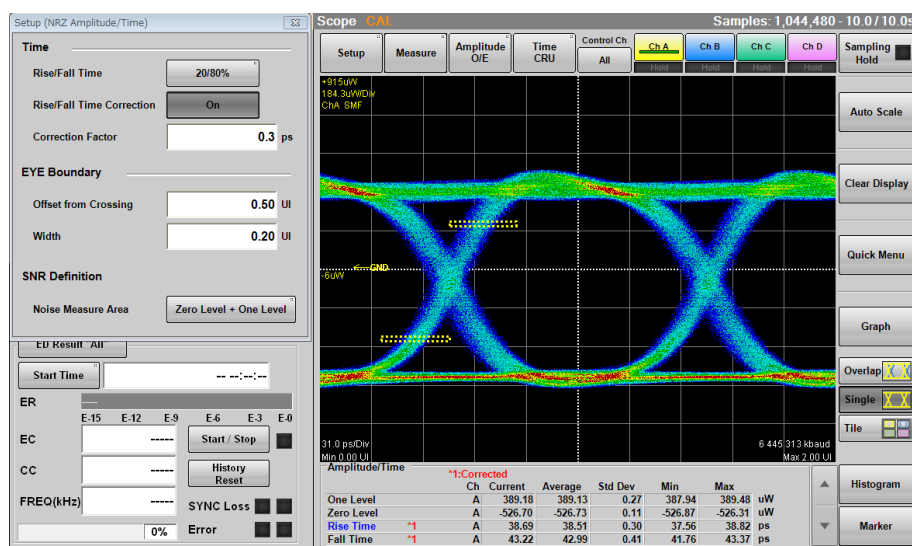 Setup (NRZ Amplitude/Time)
Time
Rise/Fall Time 20/80%
Rise/Fall Time Correction On
Correction Factor 0.3 ps
EYE Boundary
Offset from Crossing 0.50 UI
Width 0.20 UI
SNR Definition
Noise Measure Area Zero Level + One Level
ED Result "All"
Start Time -- --:--:--
ER -----
E-15 E-12 E-9 E-6 E-3 E-0
EC ----- Start / Stop
CC ----- History
Reset
FREQ(kHz) ----- SYNC Loss
0% Error
Scope CAL Samples: 1,044,480 - 10.0 / 10.0s
Setup Measure Amplitude
O/E Time
CRU Control Ch
All Ch A
Hold Ch B
Hold Ch C
Hold Ch D
Hold Sampling
Hold
+915uW
184.3uW/Div
ChA SMF
GND
-6uW
31.0 ps/Div
Min 0.00 UI
6 445 313 kbaud
Max 2.00 UI
Auto Scale
Clear Display
Quick Menu
Graph
Overlap
Single
Tile
Histogram
Marker
Amplitude/Time
*1:Corrected
Ch Current Average Std Dev Min Max
One Level A 389.18 389.13 0.27 387.94 389.48 uW
Zero Level A -526.70 -526.73 0.11 -526.87 -526.31 uW
Rise Time *1 A 38.69 38.51 0.30 37.56 38.82 ps
Fall Time *1 A 43.22 42.99 0.41 41.76 43.37 ps